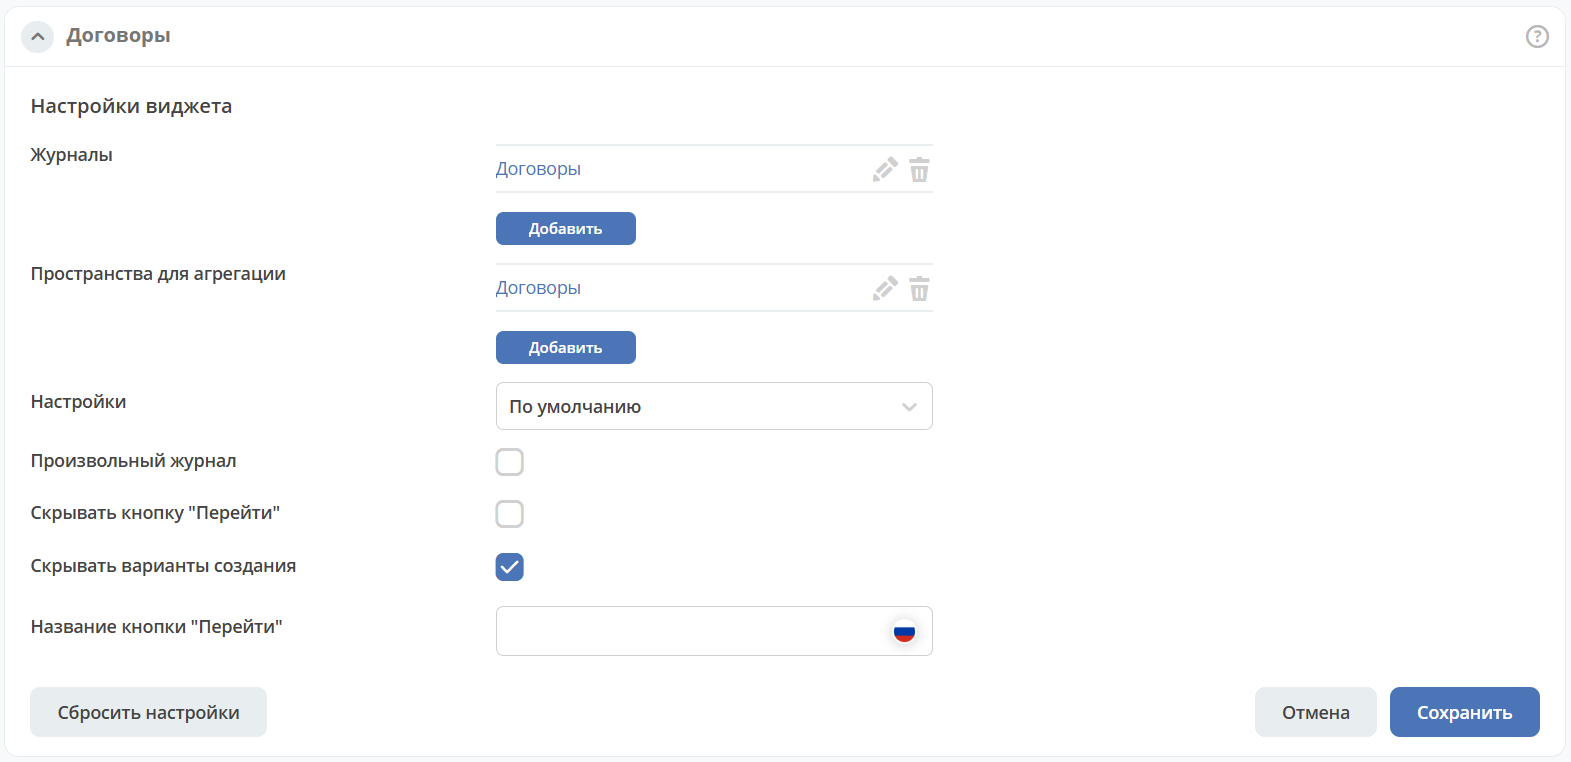 Договоры
?
Настройки виджета
Журналы
Договоры
Добавить
Пространства для агрегации
Договоры
Добавить
Настройки
По умолчанию
Произвольный журнал
Скрывать кнопку "Перейти"
Скрывать варианты создания
Название кнопки "Перейти"
Сбросить настройки
Отмена
Сохранить